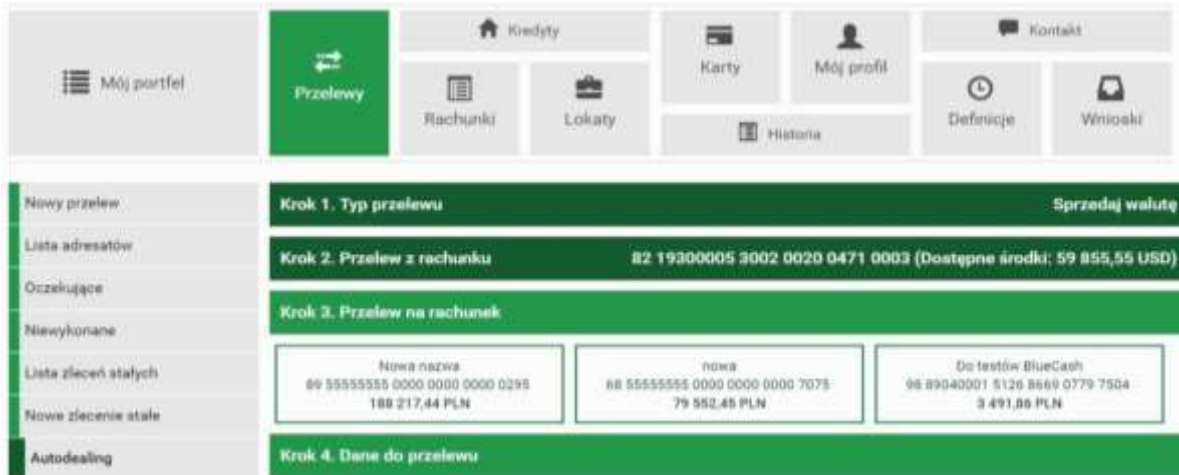 Mój portfel
Przelewy
Kredyty
Rachunki
Lokaty
Karty
Mój profil
Historia
Kontakt
Definicje
Wnioski
Nowy przelew
Lista adresatów
Oczekujące
Niewykonane
Lista zleceń stałych
Nowe zlecenie stałe
Autodealing
Krok 1. Typ przelewu Sprzedaj walutę
Krok 2. Przelew z rachunku 82 19300005 3002 0020 0471 0003 (Dostępne środki: 59 855,55 USD)
Krok 3. Przelew na rachunek
Nowa nazwa
89 55555555 0000 0000 0000 0295
188 217,44 PLN
nowa
68 55555555 0000 0000 0000 7075
79 552,45 PLN
Do testów BlueCash
98 89040001 5126 8669 0779 7504
3 491,86 PLN
Krok 4. Dane do przelewu